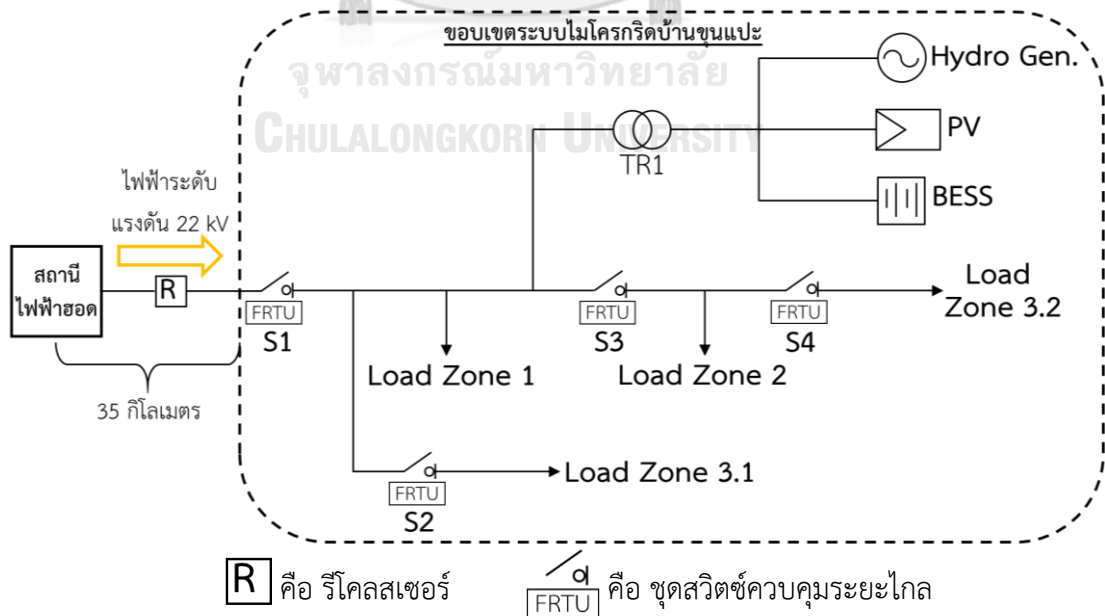 ขอบเขตระบบไมโครกริดบ้านขุนแปะ
จุฬาลงกรณ์มหาวิทยาลัย
CHULALONGKORN UNIVERSITY
Hydro Gen.
PV
BESS
TR1
ไฟฟ้าระดับ
แรงดัน 22 kV
สถานี
ไฟฟ้าฮอด
R
FRTU
S1
FRTU
S3
FRTU
S4
Load
Zone 3.2
Load Zone 1
Load Zone 2
35 กิโลเมตร
FRTU
S2
Load Zone 3.1
R คือ รีโคลสเซอร์
FRTU คือ ชุดสวิตซ์ควบคุมระยะไกล